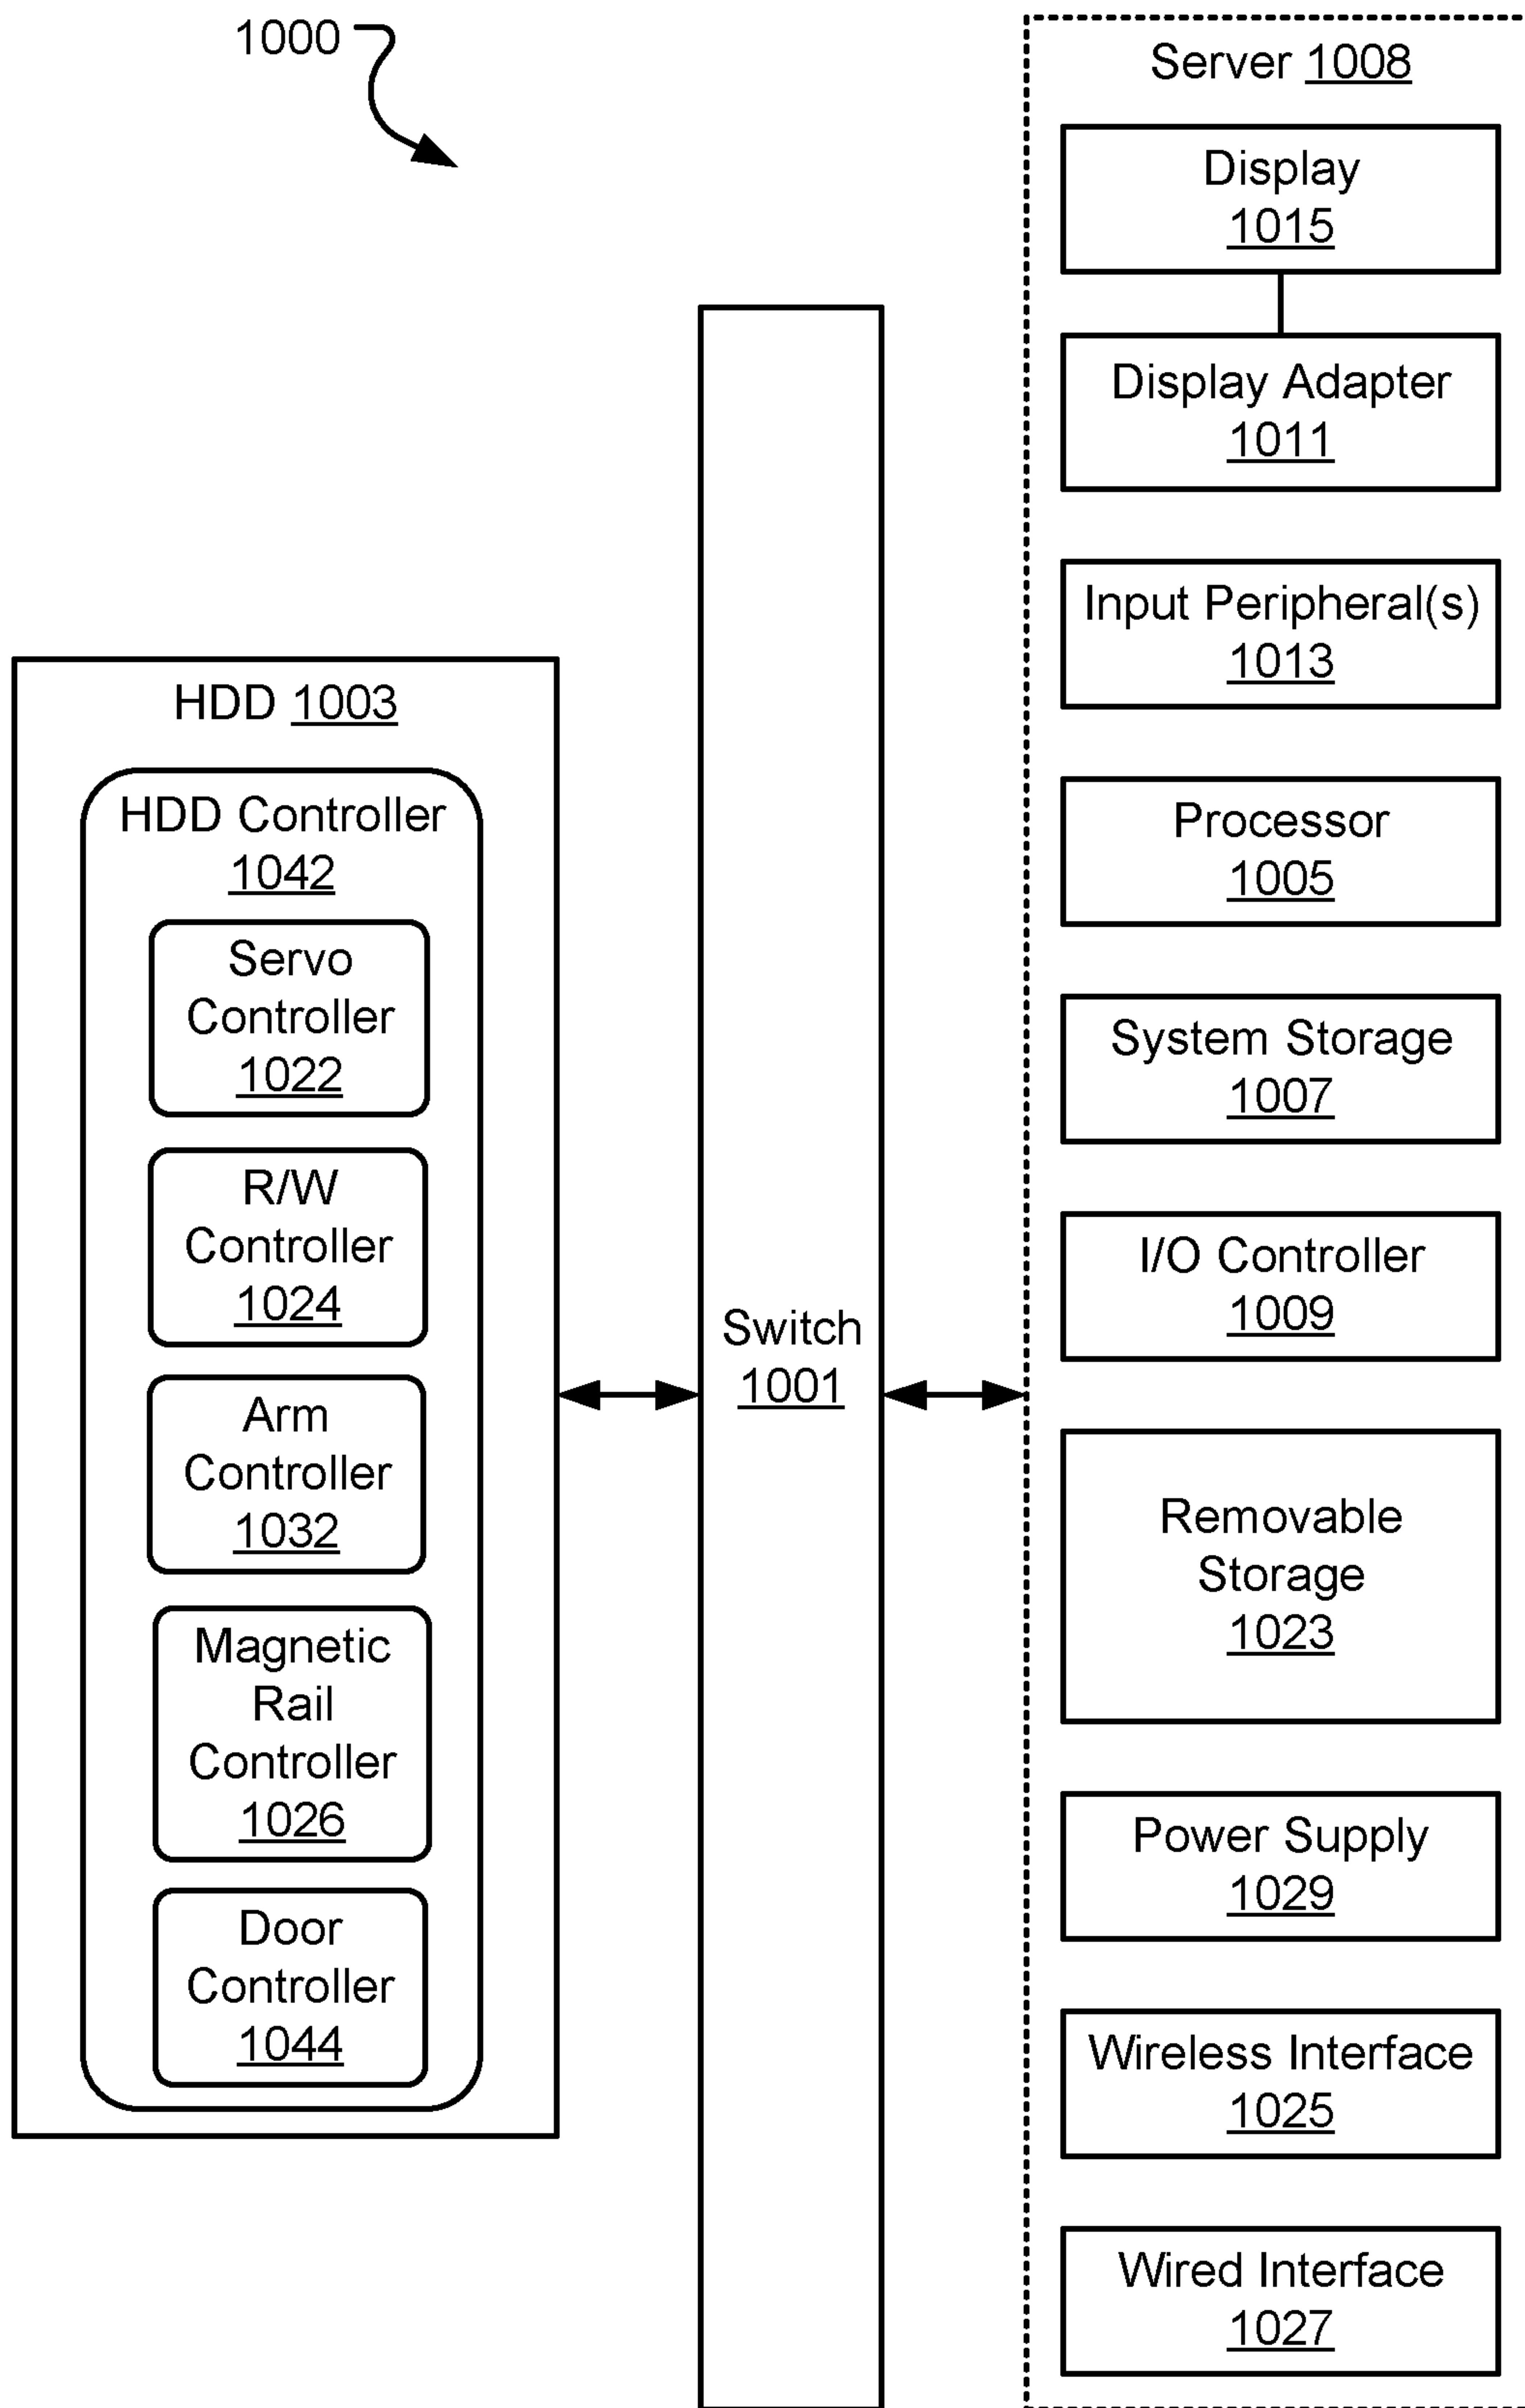 1000
HDD 1003
HDD Controller
1042
Servo
Controller
1022
R/W
Controller
1024
Arm
Controller
1032
Magnetic
Rail
Controller
1026
Door
Controller
1044
Switch
1001
Server 1008
Display
1015
Display Adapter
1011
Input Peripheral(s)
1013
Processor
1005
System Storage
1007
I/O Controller
1009
Removable
Storage
1023
Power Supply
1029
Wireless Interface
1025
Wired Interface
1027